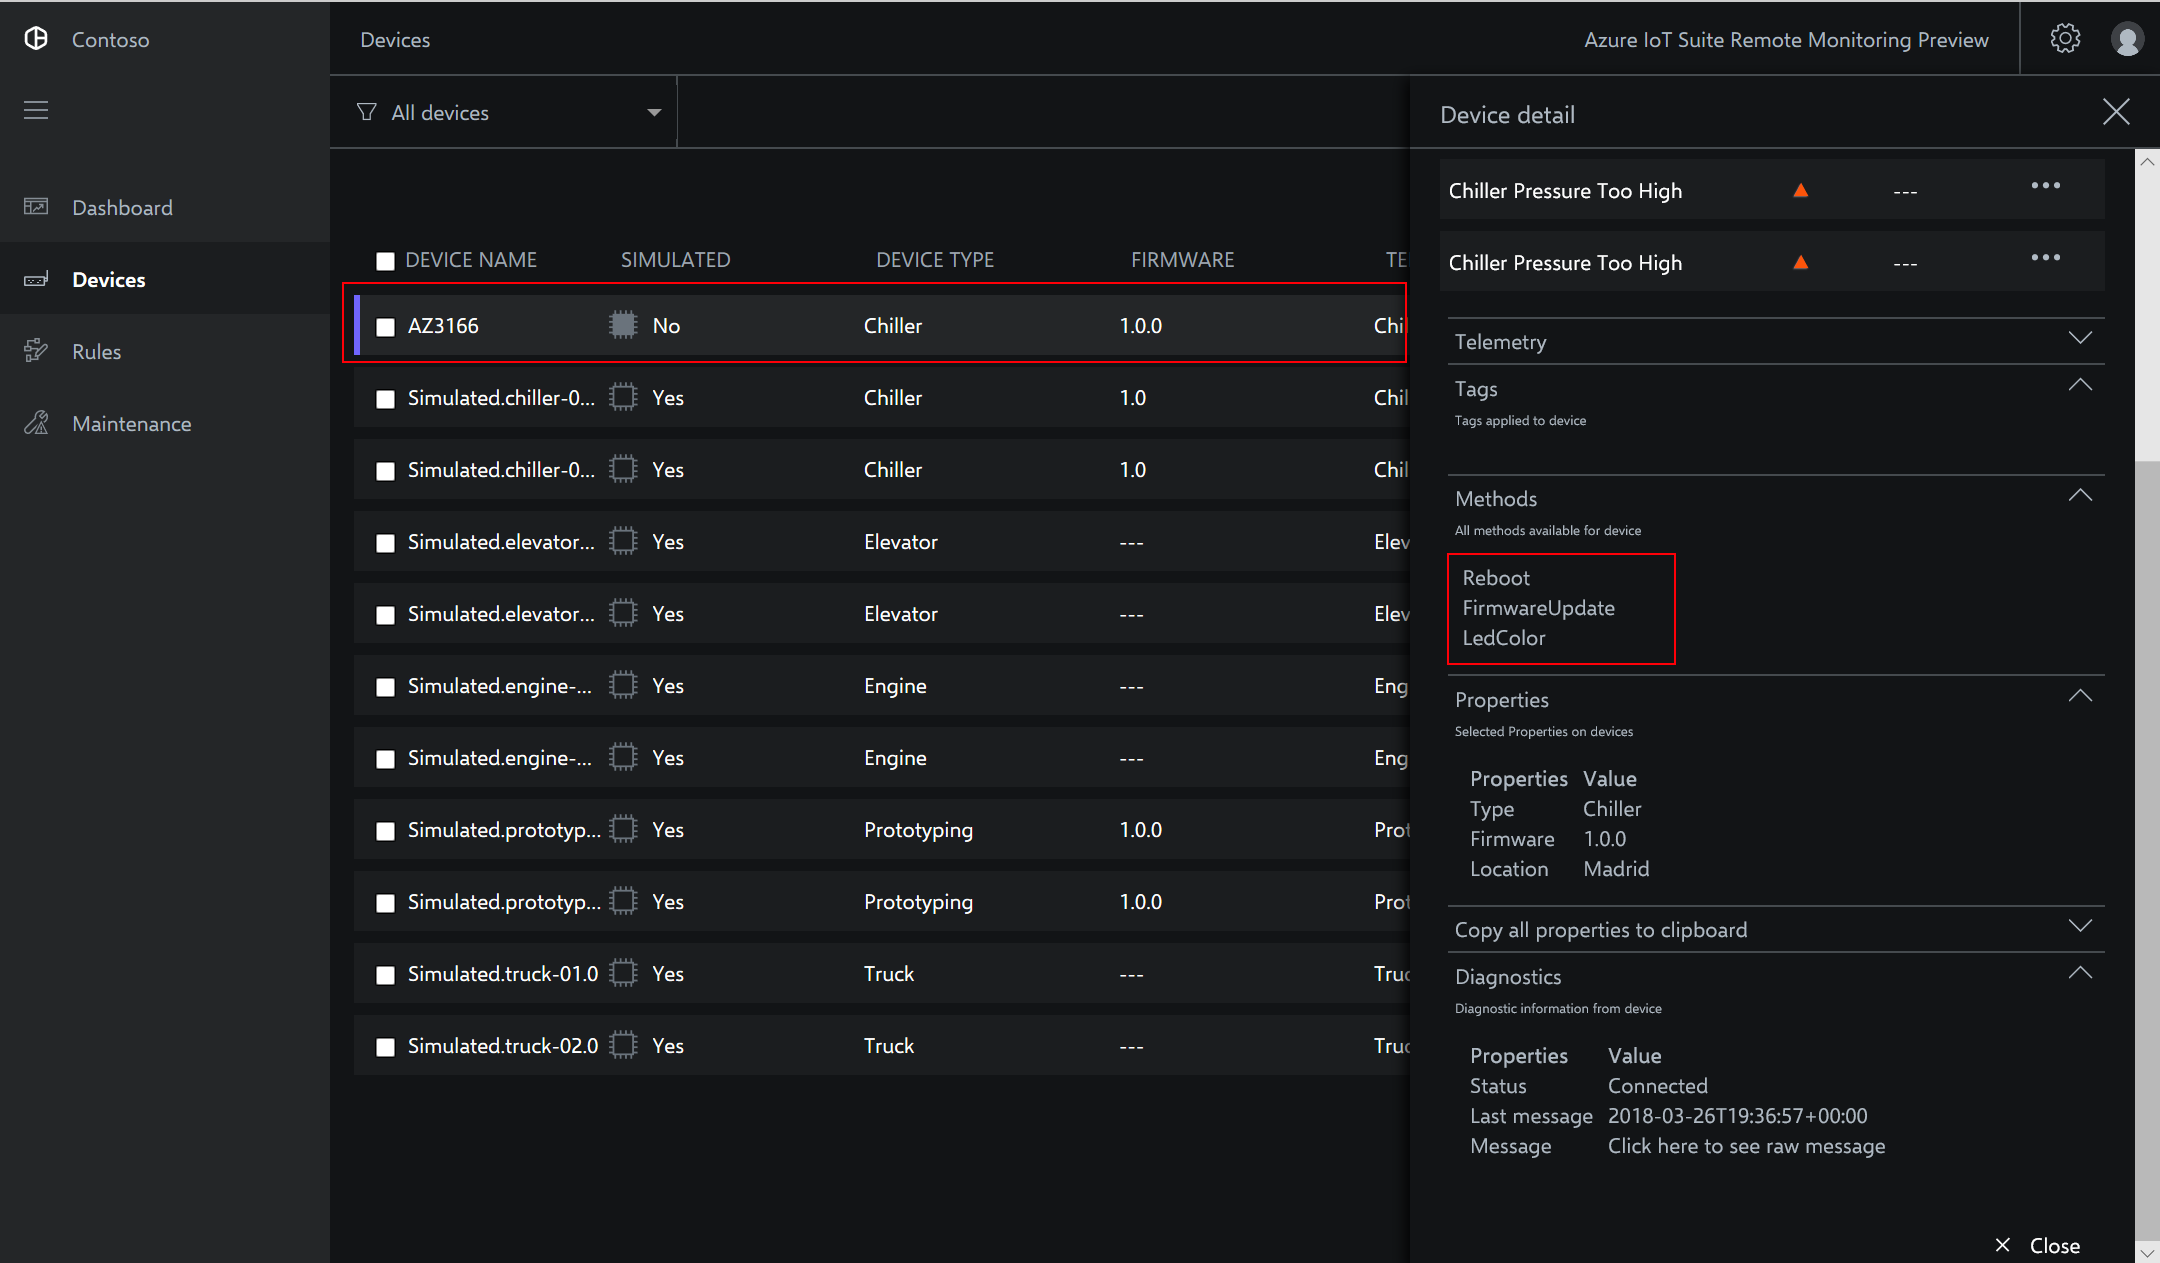 Contoso
Devices
Azure IoT Suite Remote Monitoring Preview
Dashboard
Devices
Rules
Maintenance
All devices
DEVICE NAME SIMULATED DEVICE TYPE FIRMWARE TE
AZ3166 No Chiller 1.0.0 Chi
Simulated.chiller-0... Yes Chiller 1.0 Chil
Simulated.chiller-0... Yes Chiller 1.0 Chil
Simulated.elevator... Yes Elevator --- Elev
Simulated.elevator... Yes Elevator --- Elev
Simulated.engine-... Yes Engine --- Eng
Simulated.engine-... Yes Engine --- Eng
Simulated.prototyp... Yes Prototyping 1.0.0 Prot
Simulated.prototyp... Yes Prototyping 1.0.0 Prot
Simulated.truck-01.0 Yes Truck --- Truc
Simulated.truck-02.0 Yes Truck --- Truc
Device detail
Chiller Pressure Too High --- •••
Chiller Pressure Too High --- •••
Telemetry
Tags
Tags applied to device
Methods
All methods available for device
Reboot
FirmwareUpdate
LedColor
Properties
Selected Properties on devices
Properties Value
Type Chiller
Firmware 1.0.0
Location Madrid
Copy all properties to clipboard
Diagnostics
Diagnostic information from device
Properties Value
Status Connected
Last message 2018-03-26T19:36:57+00:00
Message Click here to see raw message
Close